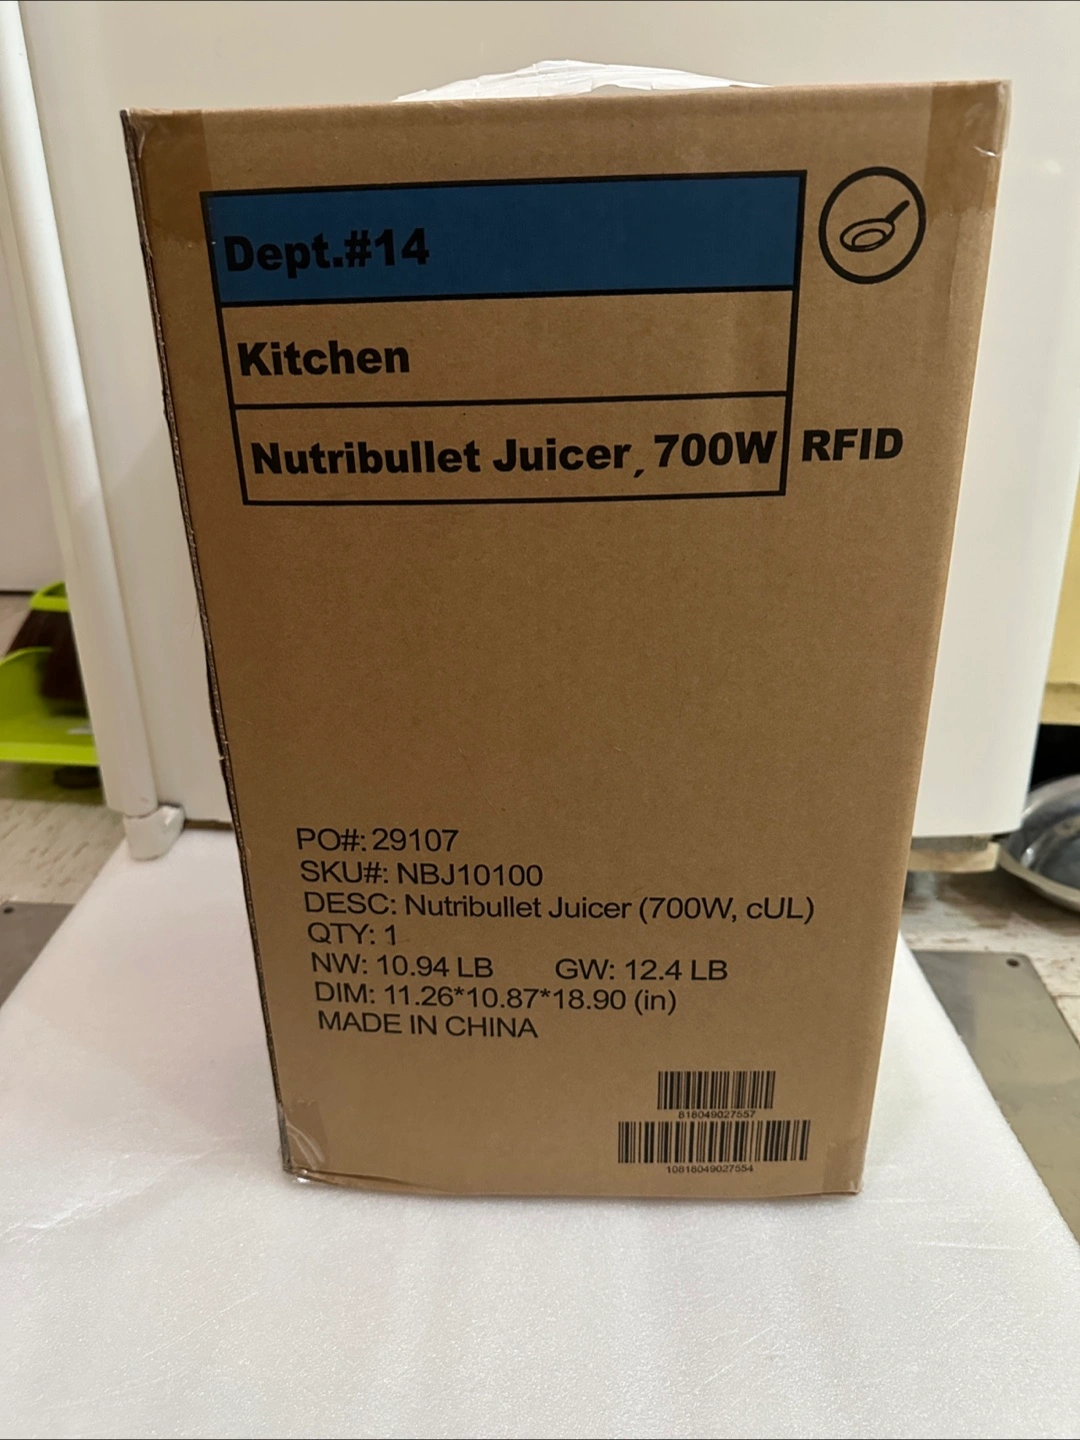 Dept.#14
Kitchen
Nutribullet Juicer, 700W RFID
PO#: 29107
SKU#: NBJ10100
DESC: Nutribullet Juicer (700W, cUL)
QTY: 1
NW: 10.94 LB GW: 12.4 LB
DIM: 11.26*10.87*18.90 (in)
MADE IN CHINA
818049027557
10818049027554